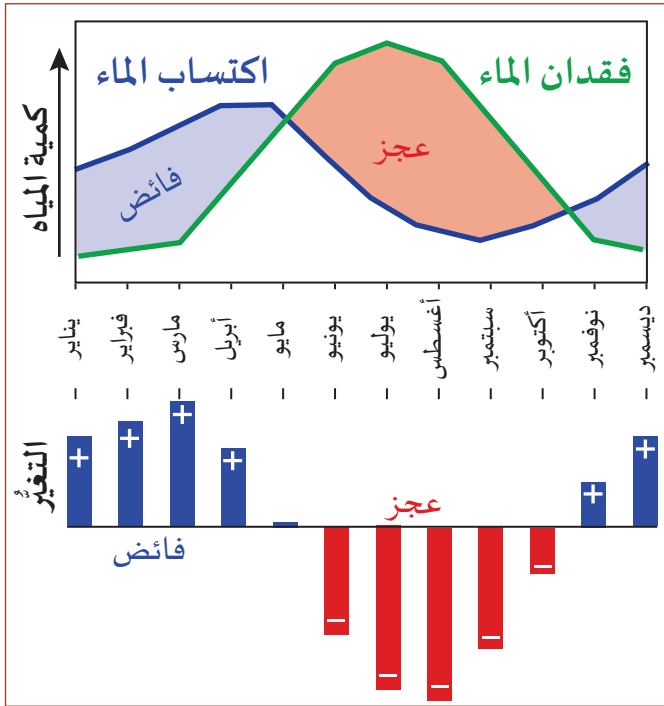 اكتساب الماء
فقدان الماء
كمية المياه
فائض
عجز
يناير
فبراير
مارس
أبريل
مايو
يونيو
يوليو
أغسطس
سبتمبر
أكتوبر
نوفمبر
ديسمبر
التغيُّر
+
+
+
+
+
+
عجز
فائض
−
−
−
−
−